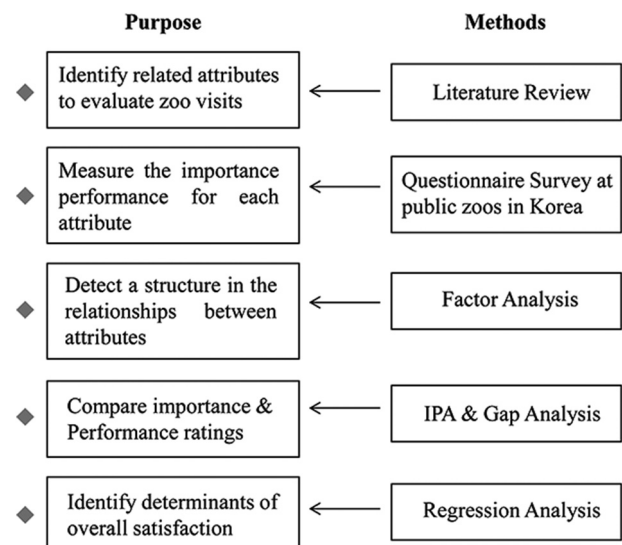 Purpose
Methods
Identify related attributes
to evaluate zoo visits
Literature Review
Measure the importance
performance for each
attribute
Questionnaire Survey at
public zoos in Korea
Detect a structure in the
relationships between
attributes
Factor Analysis
Compare importance &
Performance ratings
IPA & Gap Analysis
Identify determinants of
overall satisfaction
Regression Analysis